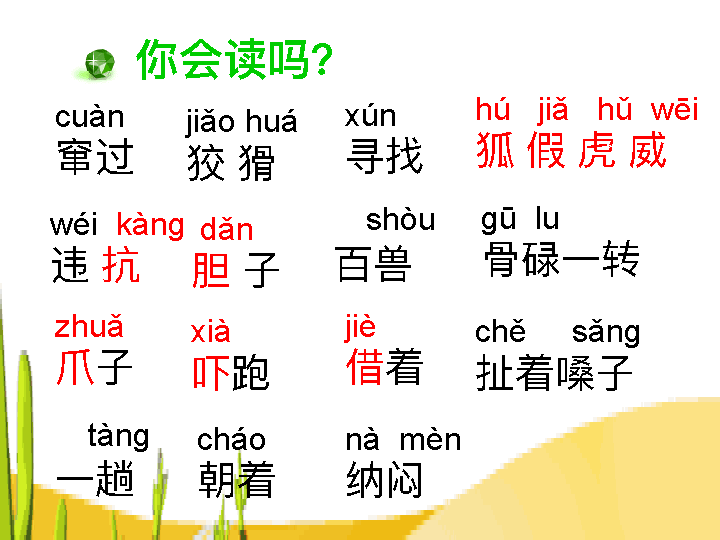 你会读吗?
cuàn jiǎo huá xún hú jiǎ hǔ wēi
窜过 狡 猾 寻找 狐 假 虎 威
wéi kàng dǎn shòu gū lu
违 抗 胆 子 百兽 骨碌一转
zhuǎ xià jiè chě sǎng
爪子 吓跑 借着 扯着嗓子
tàng cháo nà mèn
一趟 朝着 纳闷